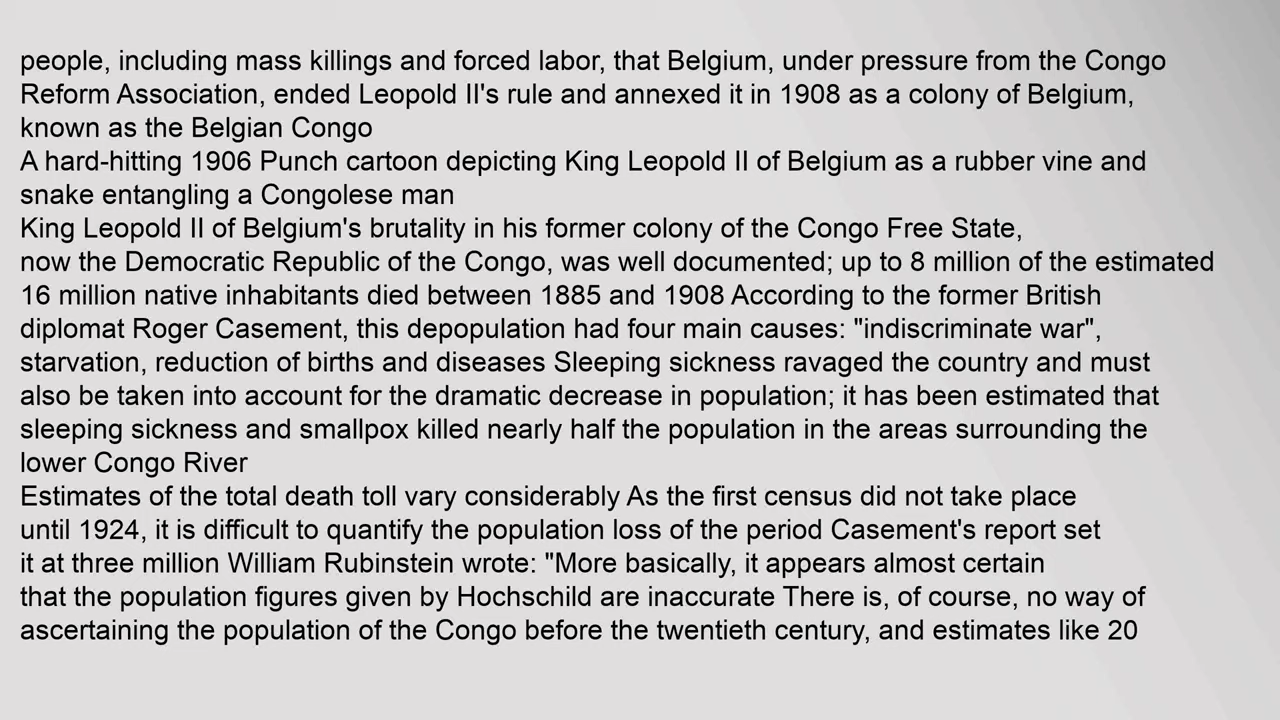 people, including mass killings and forced labor, that Belgium, under pressure from the Congo
Reform Association, ended Leopold II's rule and annexed it in 1908 as a colony of Belgium,
known as the Belgian Congo
A hard-hitting 1906 Punch cartoon depicting King Leopold II of Belgium as a rubber vine and
snake entangling a Congolese man
King Leopold II of Belgium's brutality in his former colony of the Congo Free State,
now the Democratic Republic of the Congo, was well documented; up to 8 million of the estimated
16 million native inhabitants died between 1885 and 1908 According to the former British
diplomat Roger Casement, this depopulation had four main causes: "indiscriminate war",
starvation, reduction of births and diseases Sleeping sickness ravaged the country and must
also be taken into account for the dramatic decrease in population; it has been estimated that
sleeping sickness and smallpox killed nearly half the population in the areas surrounding the
lower Congo River
Estimates of the total death toll vary considerably As the first census did not take place
until 1924, it is difficult to quantify the population loss of the period Casement's report set
it at three million William Rubinstein wrote: "More basically, it appears almost certain
that the population figures given by Hochschild are inaccurate There is, of course, no way of
ascertaining the population of the Congo before the twentieth century, and estimates like 20